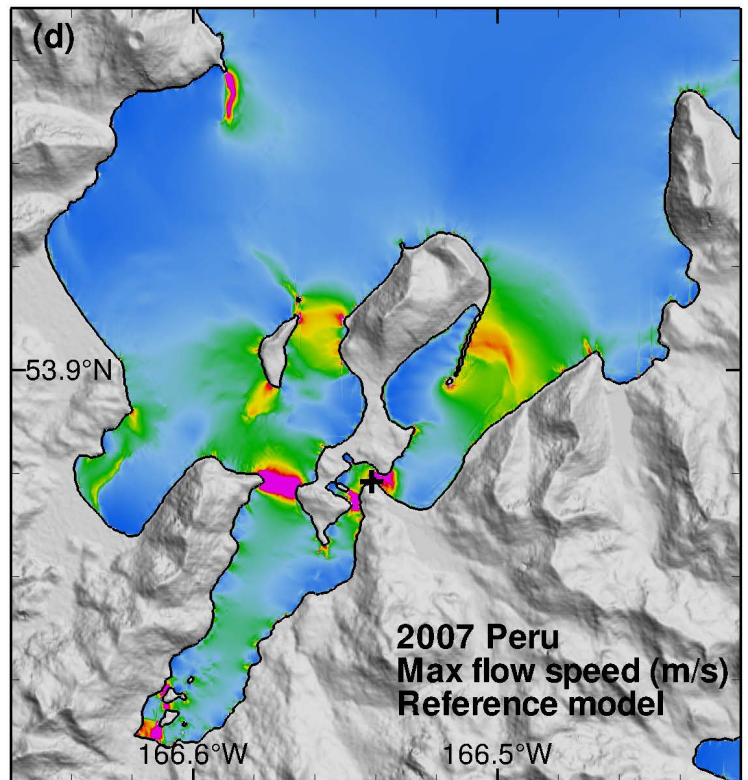 (d)
53.9°N
2007 Peru
Max flow speed (m/s)
Reference model
166.6°W 166.5°W